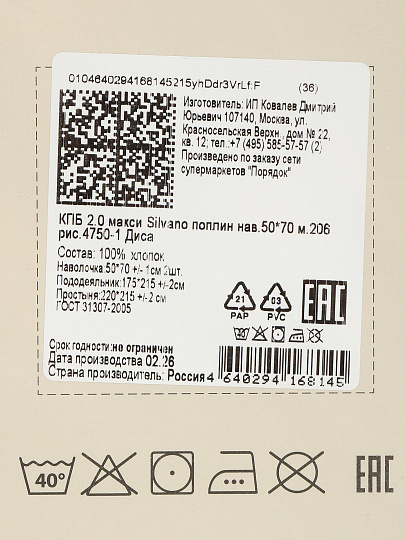 0104640294168145215yhDdr3VrLf:F (36)
Изготовитель: ИП Ковалев Дмитрий
Юрьевич 107140, Москва, ул.
Красносельская Верхн., дом № 22,
кв. 12; тел.:+7 (495) 585-57-57 (2)
Произведено по заказу сети
супермаркетов "Порядок"
КПБ 2.0 макси Silvano поплин нав.50*70 м.206
рис.4750-1 Диса
Состав: 100% хлопок
Наволочка:50*70 +/- 1см 2шт.
Пододеяльник:175*215 +/-2см
Простыня:220*215 +/-2 см
ГОСТ 31307-2005
21
PAP
03
PVC
EAC
Срок годности:не ограничен
Дата производства 02.26
Страна производитель: Россия
4 640294 168145
40°
EAC